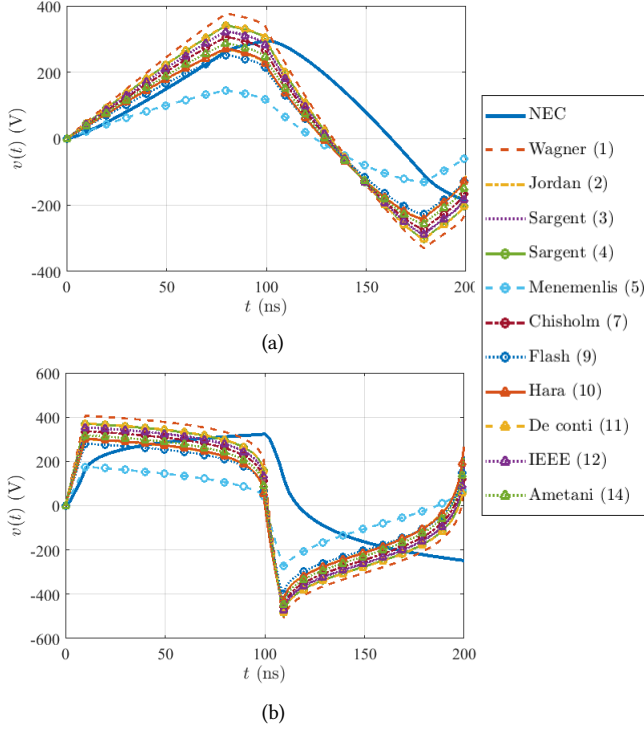 400
200
0
-200
-400
v(t) (V)
0
50
100
150
200
t (ns)
(a)
600
400
200
0
-200
-400
-600
v(t) (V)
0
50
100
150
200
t (ns)
(b)
NEC
Wagner (1)
Jordan (2)
Sargent (3)
Sargent (4)
Menemenlis (5)
Chisholm (7)
Flash (9)
Hara (10)
De conti (11)
IEEE (12)
Ametani (14)